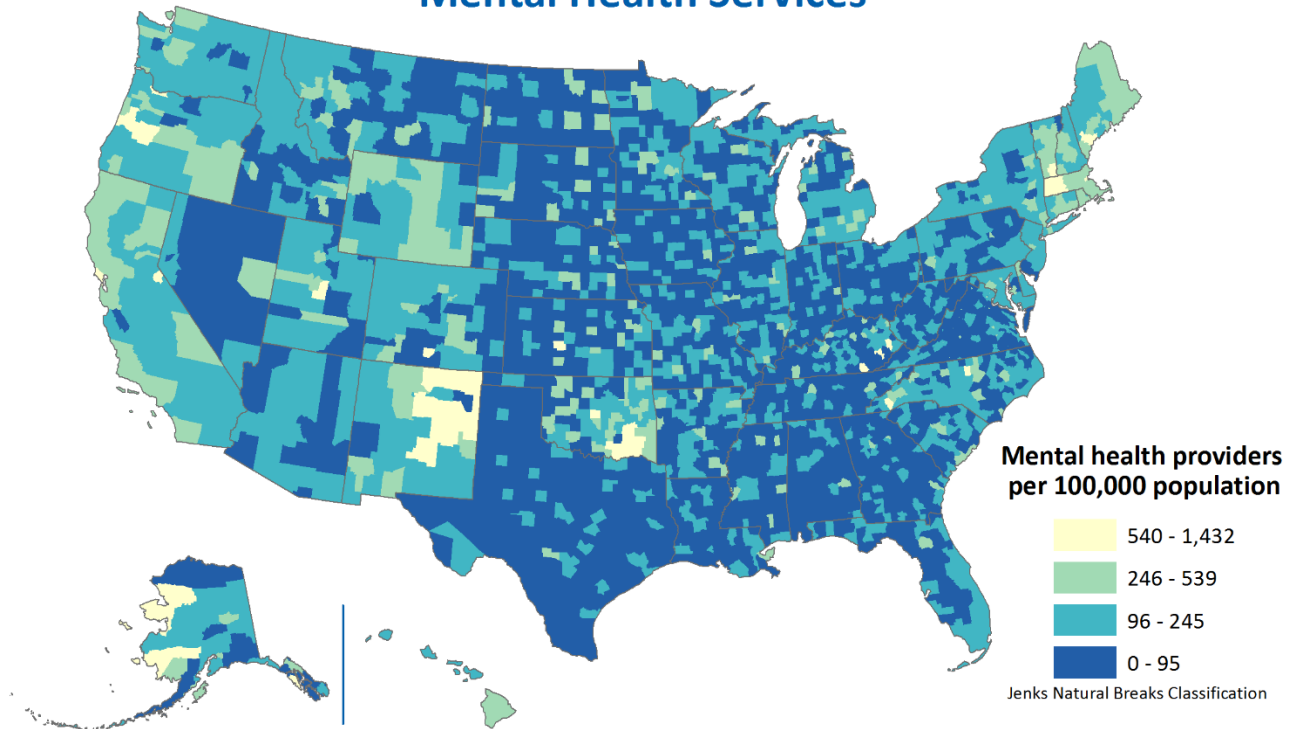 Mental Health Services
Mental health providers
per 100,000 population
540 - 1,432
246 - 539
96 - 245
0 - 95
Jenks Natural Breaks Classification